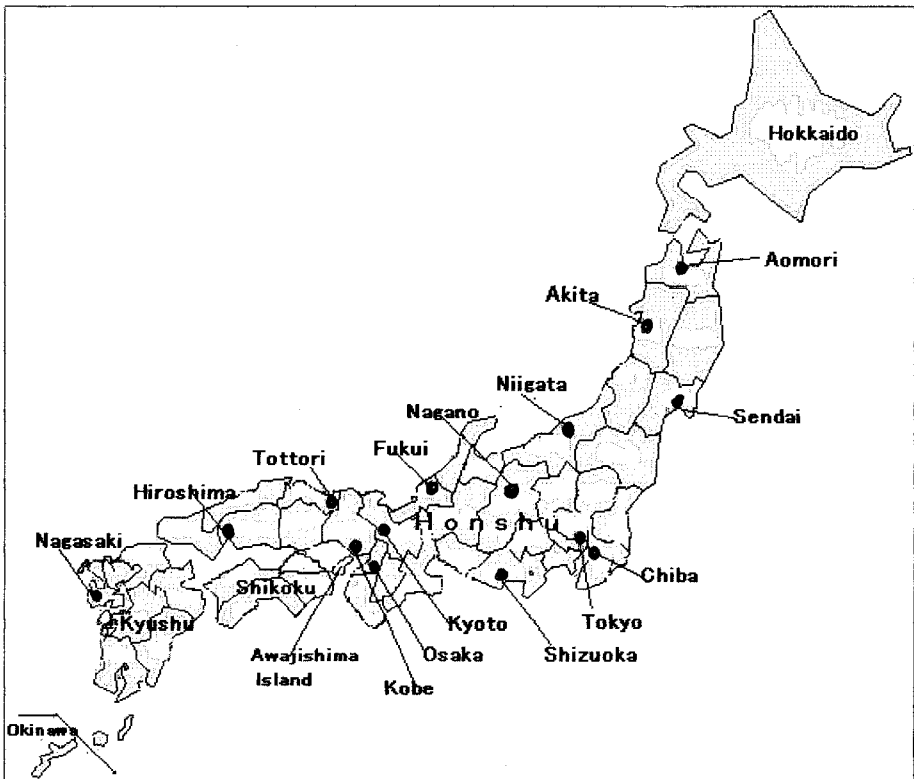 Hokkaido
Aomori
Akita
Niigata
Nagano
Sendai
Fukui
Tottori
Hiroshima
Honshu
Nagasaki
Chiba
Shikoku
Kyushu
Kyoto
Tokyo
Awajishima
Island
Osaka
Shizuoka
Kobe
Okinawa